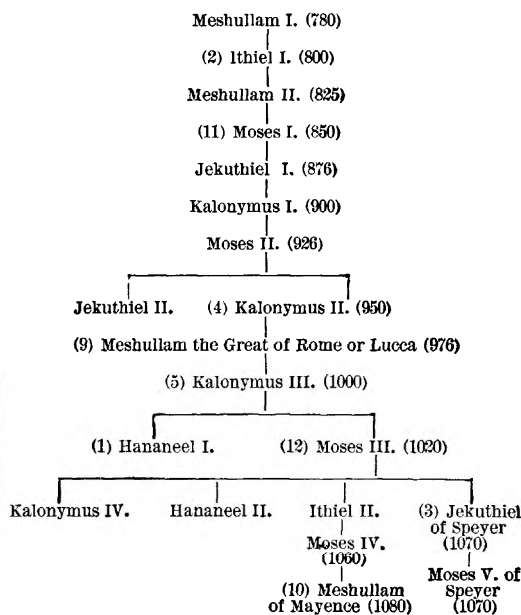 Meshullam I. (780)
(2) Ithiel I. (800)
Meshullam II. (825)
(11) Moses I. (850)
Jekuthiel I. (876)
Kalonymus I. (900)
Moses II. (926)
Jekuthiel II. (4) Kalonymus II. (950)
(9) Meshullam the Great of Rome or Lucca (976)
(5) Kalonymus III. (1000)
(1) Hananeel I. (12) Moses III. (1020)
Kalonymus IV. Hananeel II. Ithiel II. (3) Jekuthiel
of Speyer
(1070)
Moses IV.
(1060)
(10) Meshullam
of Mayence (1080)
Moses V. of
Speyer
(1070)